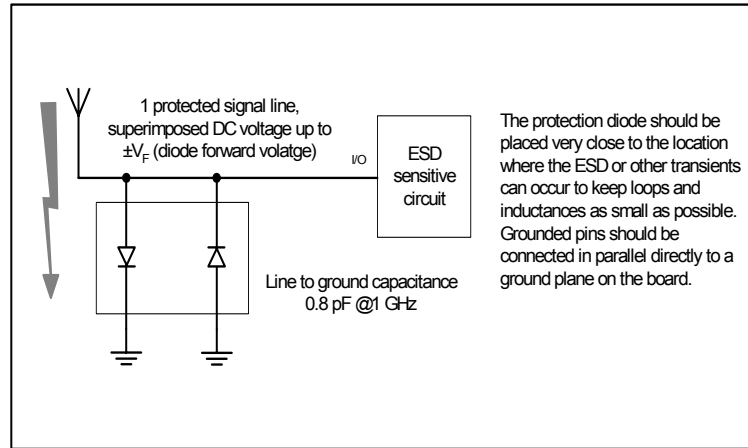 1 protected signal line,
superimposed DC voltage up to
±V_F (diode forward volatge)
I/O
ESD
sensitive
circuit
Line to ground capacitance
0.8 pF @1 GHz
The protection diode should be
placed very close to the location
where the ESD or other transients
can occur to keep loops and
inductances as small as possible.
Grounded pins should be
connected in parallel directly to a
ground plane on the board.